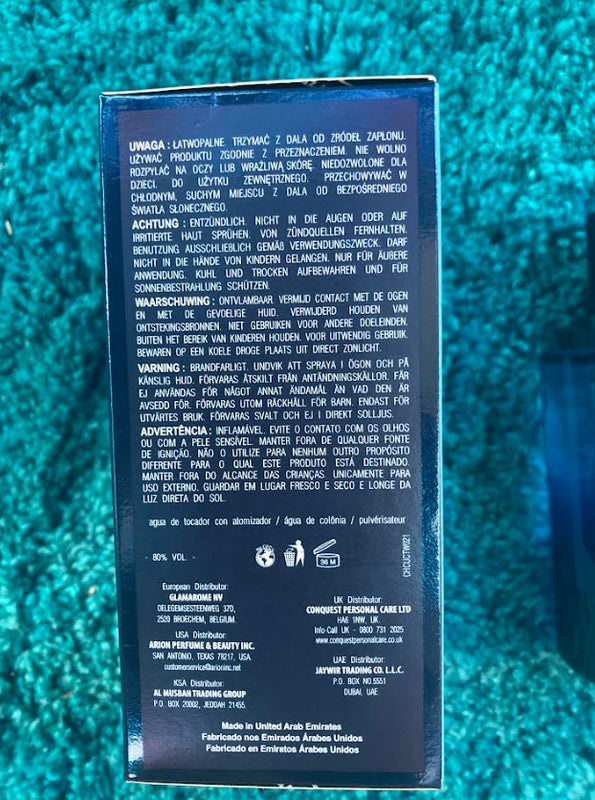 UWAGA : ŁATWOPALNE. TRZYMAĆ Z DALA OD ZRÓDEŁ ZAPŁONU.
UŻYWAĆ PRODUKTU ZGODNIE Z PRZEZNACZENIEM. NIE WOLNO
ROZPYLAĆ NA OCZY LUB WRAŻLIWĄ SKÓRĘ. NIEDOZWOLONE DLA
DZIECI. DO UŻYTKU ZEWNĘTRZNEGO. PRZECHOWYWAĆ W
CHŁODNYM, SUCHYM MIEJSCU Z DALA OD BEZPOŚREDNIEGO
ŚWIATŁA SLONECZNEGO.
ACHTUNG : ENTZÜNDLICH. NICHT IN DIE AUGEN ODER AUF
IRRITIERTE HAUT SPRÜHEN. VON ZÜNDQUELLEN FERNHALTEN.
BENUTZUNG AUSSCHLIEßLICH GEMÄß VERWENDUNGSZWECK. DARF
NICHT IN DIE HÄNDE VON KINDERN GELANGEN. NUR FÜR ÄUßERE
ANWENDUNG. KUHL UND TROCKEN AUFBEWAHREN UND FÜR
SONNENBESTRAHLUNG SCHÜTZEN.
WAARSCHUWING : ONTVLAMBAAR. VERMIJD CONTACT MET DE OGEN
EN MET DE GEVOELIGE HUID. VERWIJDERD HOUDEN VAN
ONTSTEKINGSBRONNEN. NIET GEBRUIKEN VOOR ANDERE DOELEINDEN.
BUITEN HET BEREIK VAN KINDEREN HOUDEN. VOOR UITWENDIG GEBRUIK.
BEWAREN OP EEN KOELE DROGE PLAATS UIT DIRECT ZONLICHT.
VARNING : BRANDFARLIGT. UNDVIK ATT SPRAYA I ÖGON OCH PÅ
KÄNSLIG HUD. FÖRVARAS ÅTSKILT FRÅN ANTÄNDNINGSKÄLLOR. FÅR
EJ ANVÄNDAS FÖR NÅGOT ANNAT ÄNDAMÅL ÄN VAD DEN ÄR
AVSEDD FÖR. FÖRVARAS UTOM RÄCKHÅLL FÖR BARN. ENDAST FÖR
UTVÄRTES BRUK. FÖRVARAS SVALT OCH EJ I DIREKT SOLLJUS.
ADVERTÊNCIA : INFLAMÁVEL. EVITE O CONTATO COM OS OLHOS
OU COM A PELE SENSÍVEL. MANTER FORA DE QUALQUER FONTE
DE IGNIÇÃO. NÃO O UTILIZE PARA NENHUM OUTRO PROPÓSITO
DIFERENTE PARA O QUAL ESTE PRODUTO ESTÁ DESTINADO.
MANTER FORA DO ALCANCE DAS CRIANÇAS. UNICAMENTE PARA
USO EXTERNO. GUARDAR EM LUGAR FRESCO E SECO E LONGE DA
LUZ DIRETA DO SOL.
agua de tocador con atomizador / água de colônia / pulvérisateur
- 80% VOL -
36 M
CHCIJCTW021
European Distributor:
GLAMAROME NV
DELEGEMSESTEENWEG 37D,
2520 BROECHEM, BELGIUM.
UK Distributor:
CONQUEST PERSONAL CARE LTD
HA6 1NW, UK.
Info-Call UK - 0800 731 2025
www.conquestpersonalcare.co.uk
USA Distributor:
ARION PERFUME & BEAUTY INC.
SAN ANTONIO, TEXAS 78217, USA
customerservice@arioninc.net
UAE Distributor:
JAYWIR TRADING CO. L.L.C.
P.O. BOX NO.5551
DUBAI, UAE.
KSA Distributor:
AL MUSBAH TRADING GROUP
P.O. BOX 20002, JEDDAH 21455.
Made in United Arab Emirates
Fabricado nos Emirados Árabes Unidos
Fabricado en Emiratos Árabes Unidos